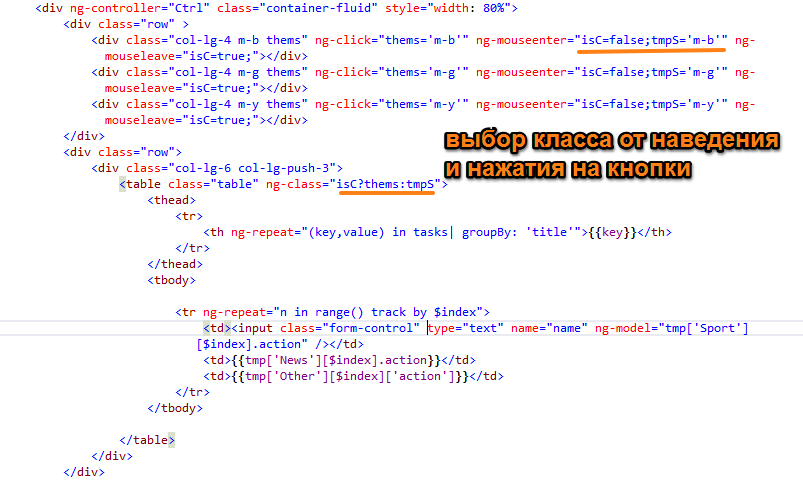 <div ng-controller="Ctrl" class="container-fluid" style="width: 80%">
<div class="row" >
<div class="col-lg-4 m-b thems" ng-click="thems='m-b'" ng-mouseenter="isC=false;tmpS='m-b'" ng-
mouseleave="isC=true;"></div>
<div class="col-lg-4 m-g thems" ng-click="thems='m-g'" ng-mouseenter="isC=false;tmpS='m-g'" ng-
mouseleave="isC=true;"></div>
<div class="col-lg-4 m-y thems" ng-click="thems='m-y'" ng-mouseenter="isC=false;tmpS='m-y'" ng-
mouseleave="isC=true;"></div>
</div>
выбор класса от наведения
<div class="row">
и нажатия на кнопки
<div class="col-lg-6 col-lg-push-3">
<table class="table" ng-class="isC?thems:tmpS">
<thead>
<tr>
<th ng-repeat="(key,value) in tasks| groupBy: 'title'">{{key}}</th>
</tr>
</thead>
<tbody>
<tr ng-repeat="n in range() track by $index">
<td><input class="form-control" type="text" name="name" ng-model="tmp['Sport']
[$index].action" /></td>
<td>{{tmp['News'][$index].action}}</td>
<td>{{tmp['Other'][$index]['action']}}</td>
</tr>
</tbody>
</table>
</div>
</div>